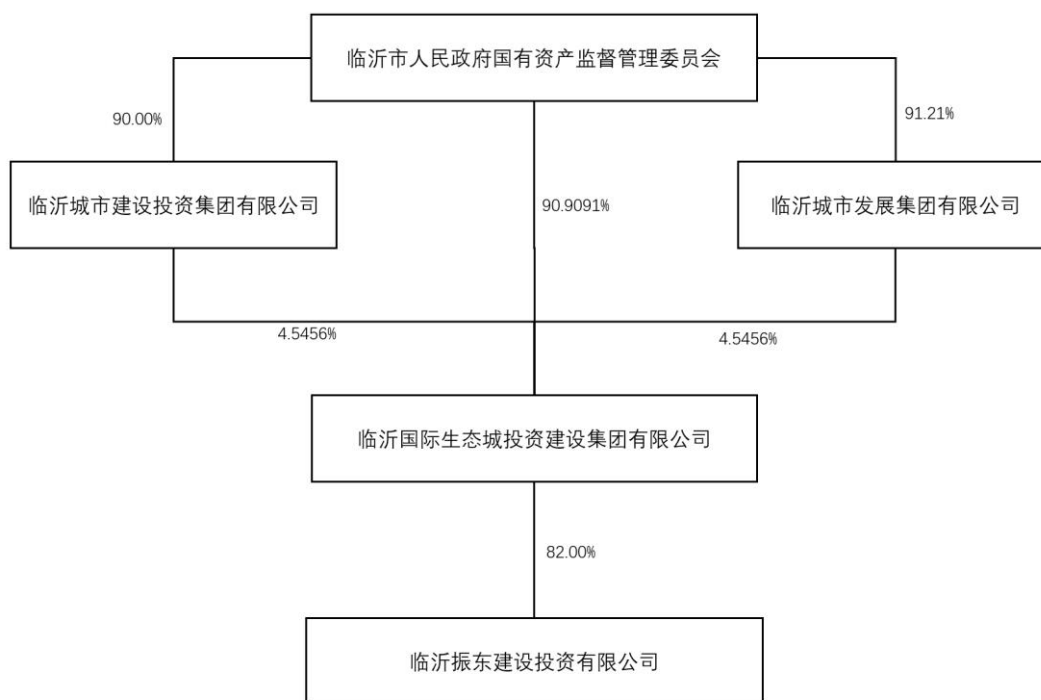 临沂市人民政府国有资产监督管理委员会
90.00%
91.21%
临沂城市建设投资集团有限公司
90.9091%
临沂城市发展集团有限公司
4.5456%
4.5456%
临沂国际生态城投资建设集团有限公司
82.00%
临沂振东建设投资有限公司